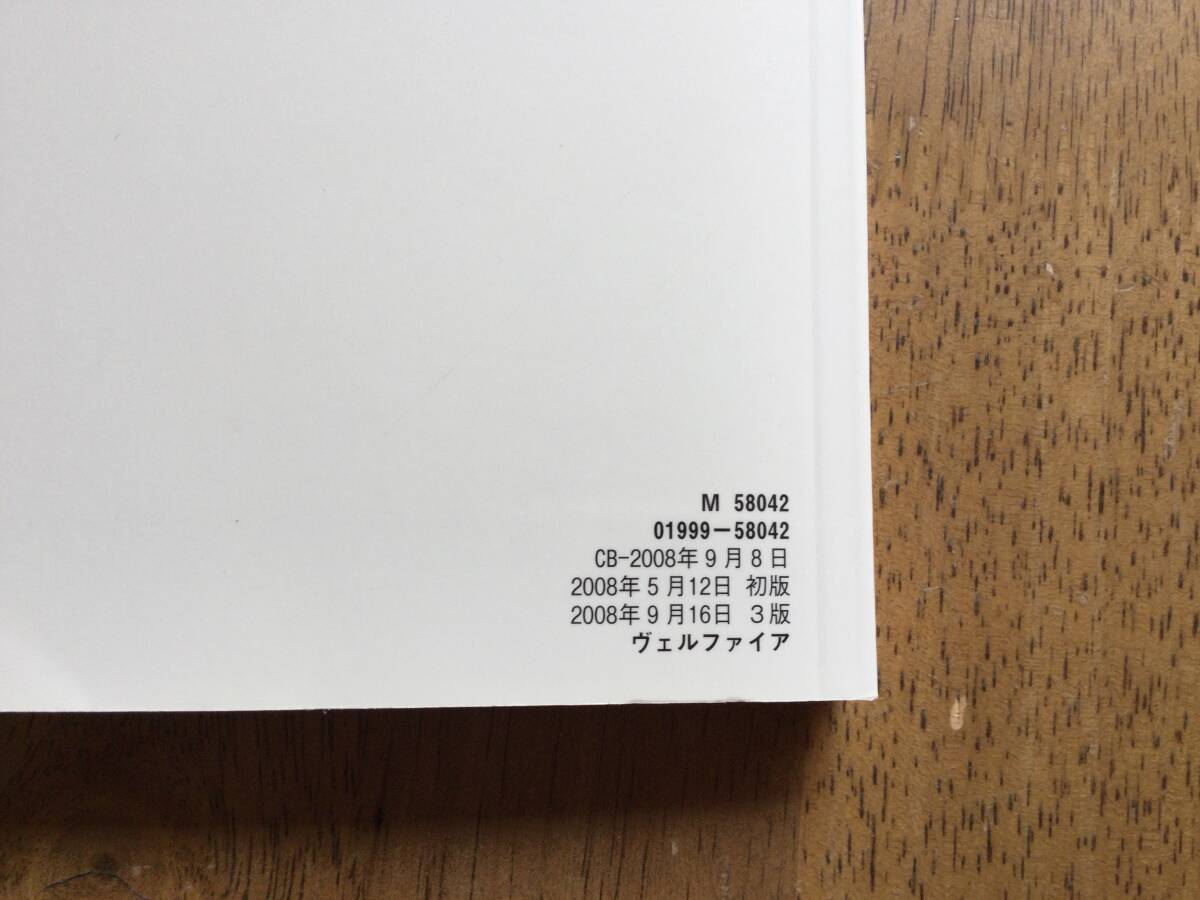 M 58042
01999-58042
CB-2008年9月8日
2008年5月12日 初版
2008年9月16日 3版
ヴェルファイア